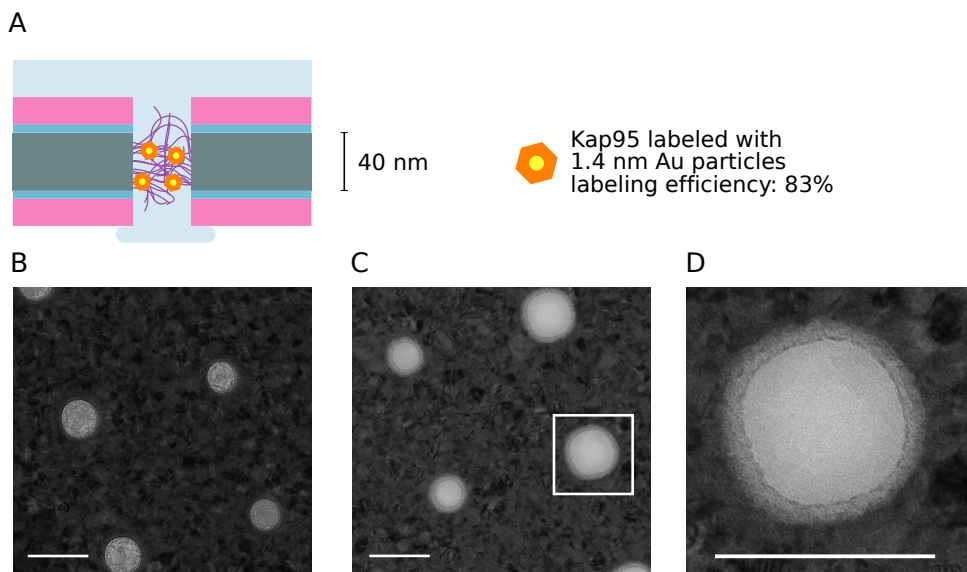 A
40 nm
Kap95 labeled with
1.4 nm Au particles
labeling efficiency: 83%
B
C
D